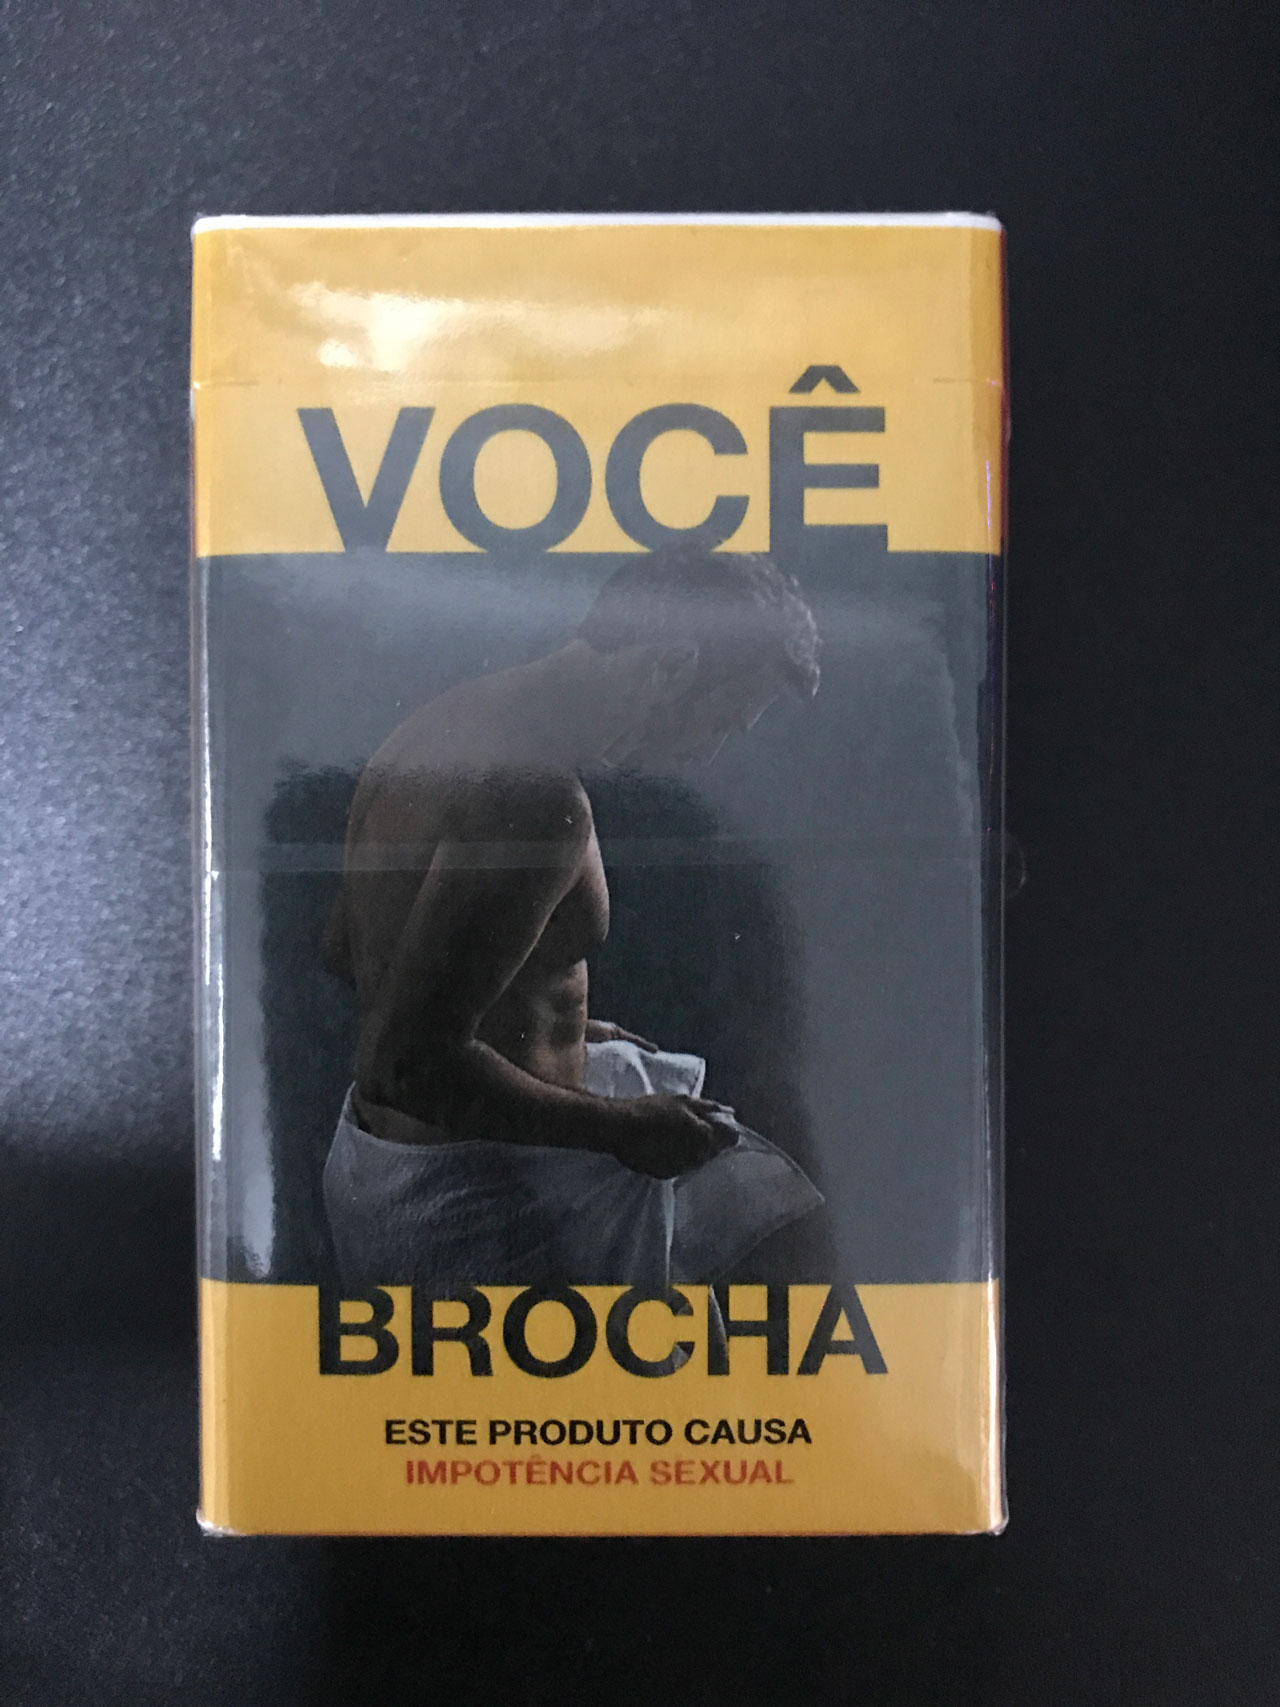 VOCÊ
BROCHA
ESTE PRODUTO CAUSA
IMPOTÊNCIA SEXUAL